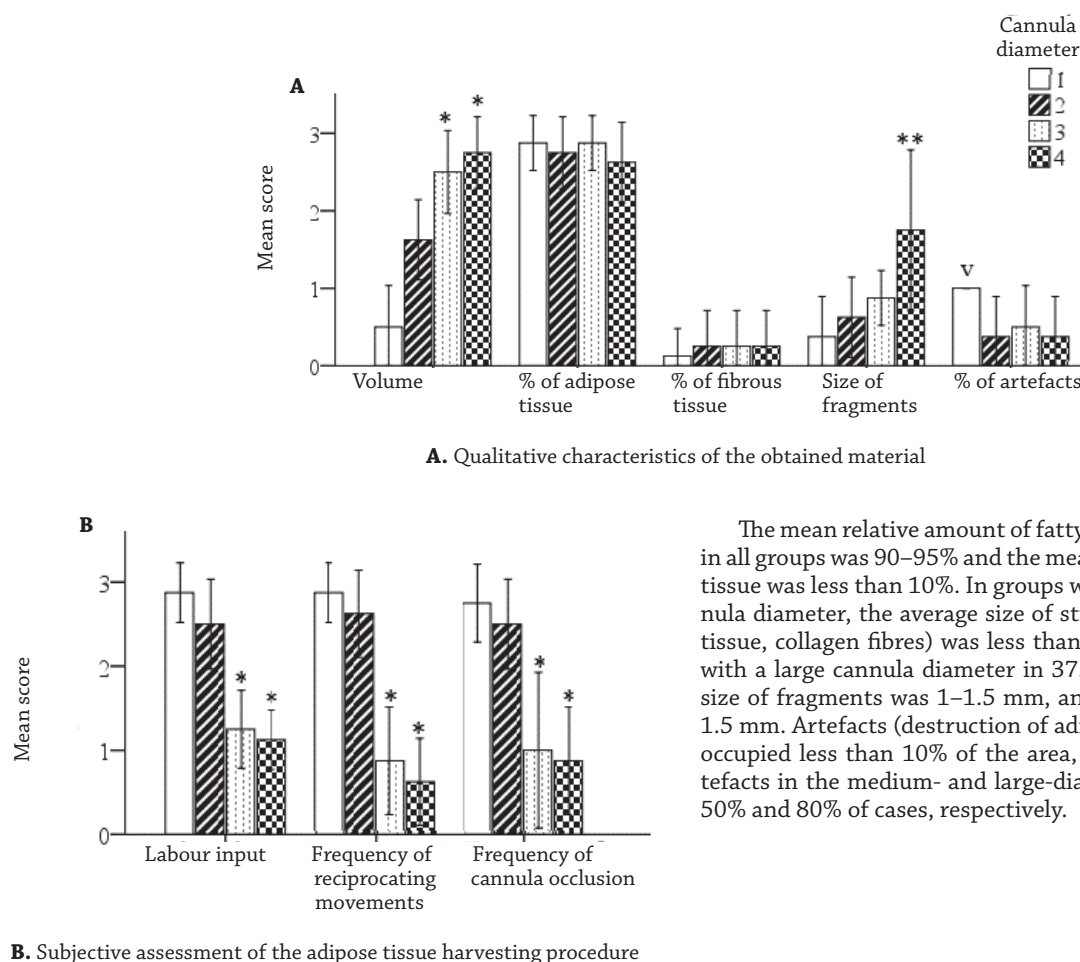 Cannula
diameter
1
2
3
4
A
* *
**
v
Mean score
3
2
1
0
Volume
% of adipose
tissue
% of fibrous
tissue
Size of
fragments
% of artefacts
A. Qualitative characteristics of the obtained material
B
* *
* *
* *
Mean score
3
2
1
0
Labour input
Frequency of
reciprocating
movements
Frequency of
cannula occlusion
B. Subjective assessment of the adipose tissue harvesting procedure
The mean relative amount of fatty
in all groups was 90–95% and the mea
tissue was less than 10%. In groups w
nula diameter, the average size of st
tissue, collagen fibres) was less than
with a large cannula diameter in 37.
size of fragments was 1–1.5 mm, an
1.5 mm. Artefacts (destruction of adi
occupied less than 10% of the area,
tefacts in the medium- and large-dia
50% and 80% of cases, respectively.